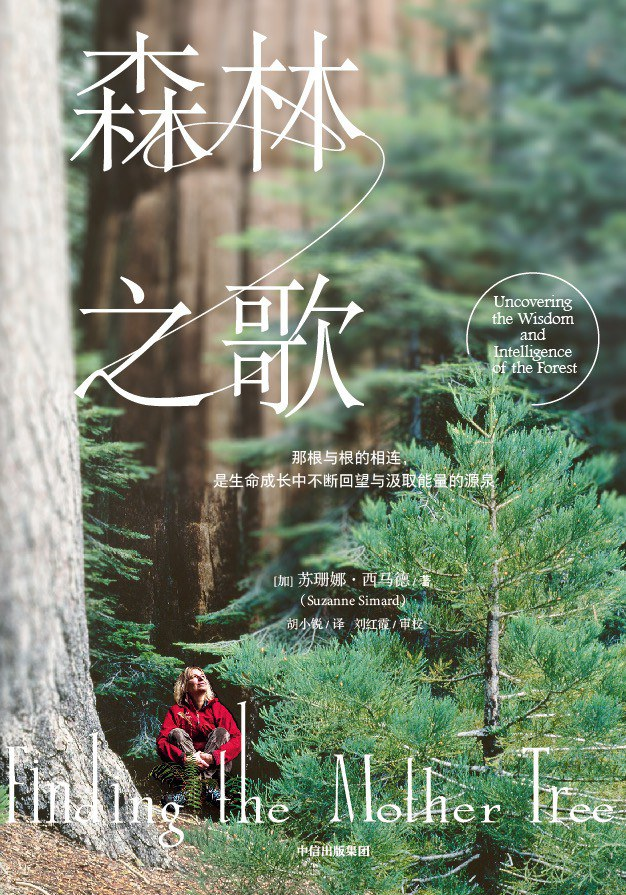 森林
之歌
Uncovering
the Wisdom
and
Intelligence
of the Forest
那根与根的相连，
是生命成长中不断回望与汲取能量的源泉
[加] 苏珊娜·西马德 / 著
（Suzanne Simard）
胡小锐 / 译 刘红霞 / 审校
Finding the Mother Tree
中信出版集团